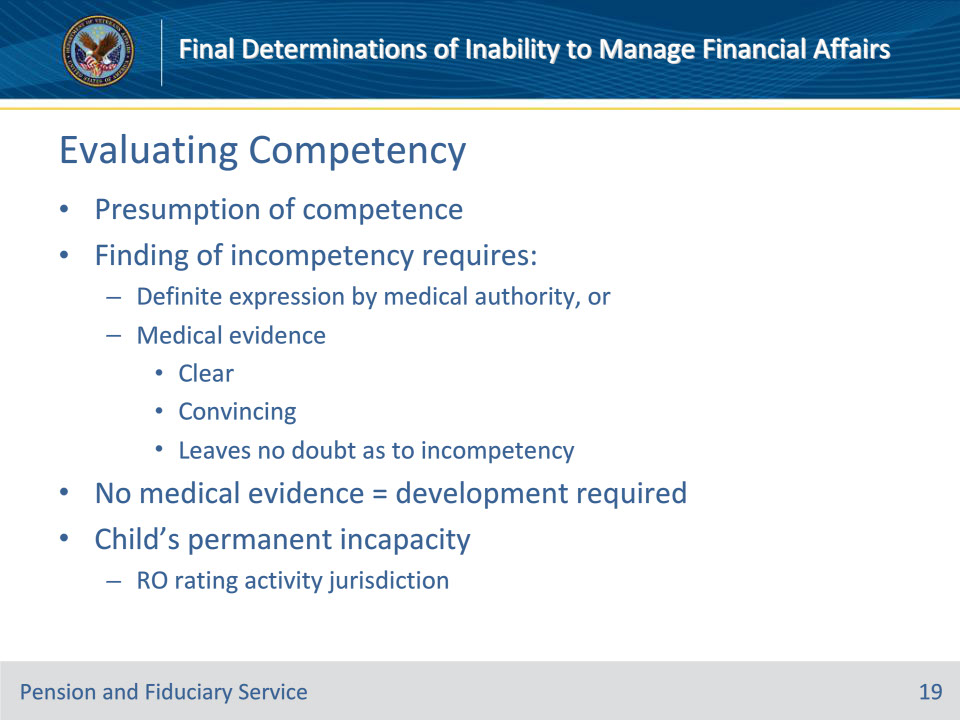 Final Determinations of Inability to Manage Financial Affairs
Evaluating Competency
• Presumption of competence
• Finding of incompetency requires:
– Definite expression by medical authority, or
– Medical evidence
• Clear
• Convincing
• Leaves no doubt as to incompetency
• No medical evidence = development required
• Child’s permanent incapacity
– RO rating activity jurisdiction
Pension and Fiduciary Service
19